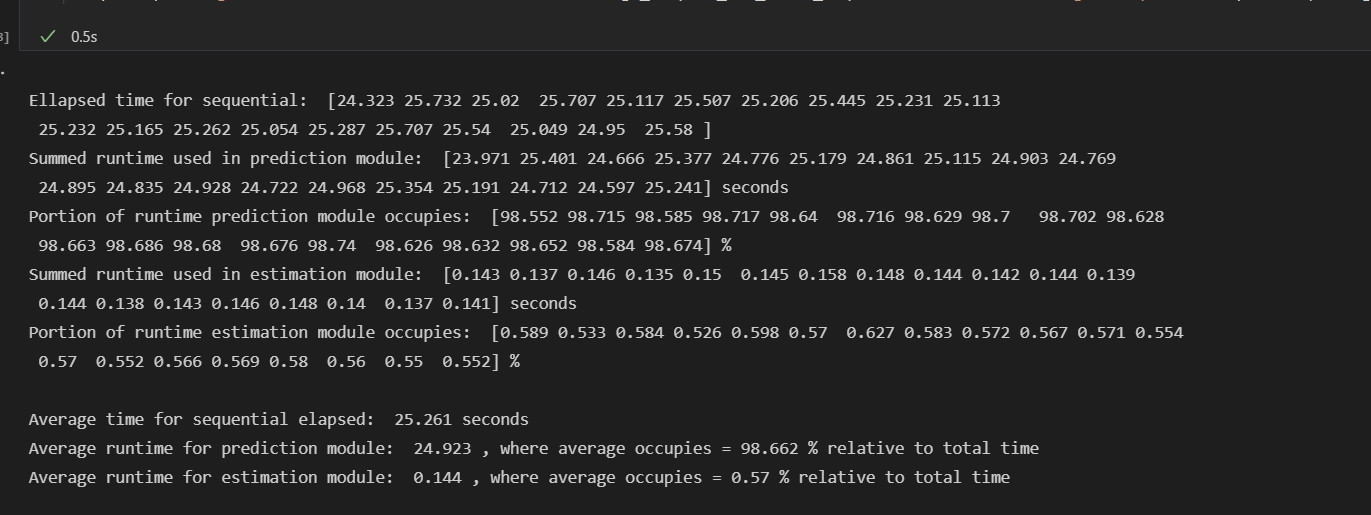 0.5s
Ellapsed time for sequential:  [24.323 25.732 25.02  25.707 25.117 25.507 25.206 25.445 25.231 25.113
 25.232 25.165 25.262 25.054 25.287 25.707 25.54  25.049 24.95  25.58 ]
Summed runtime used in prediction module:  [23.971 25.401 24.666 25.377 24.776 25.179 24.861 25.115 24.903 24.769
 24.895 24.835 24.928 24.722 24.968 25.354 25.191 24.712 24.597 25.241] seconds
Portion of runtime prediction module occupies:  [98.552 98.715 98.585 98.717 98.64  98.716 98.629 98.7   98.702 98.628
 98.663 98.686 98.68  98.676 98.74  98.626 98.632 98.652 98.584 98.674] %
Summed runtime used in estimation module:  [0.143 0.137 0.146 0.135 0.15  0.145 0.158 0.148 0.144 0.142 0.144 0.139
 0.144 0.138 0.143 0.146 0.148 0.14  0.137 0.141] seconds
Portion of runtime estimation module occupies:  [0.589 0.533 0.584 0.526 0.598 0.57  0.627 0.583 0.572 0.567 0.571 0.554
 0.57  0.552 0.566 0.569 0.58  0.56  0.55  0.552] %
Average time for sequential elapsed:  25.261 seconds
Average runtime for prediction module:  24.923 , where average occupies = 98.662 % relative to total time
Average runtime for estimation module:  0.144 , where average occupies = 0.57 % relative to total time